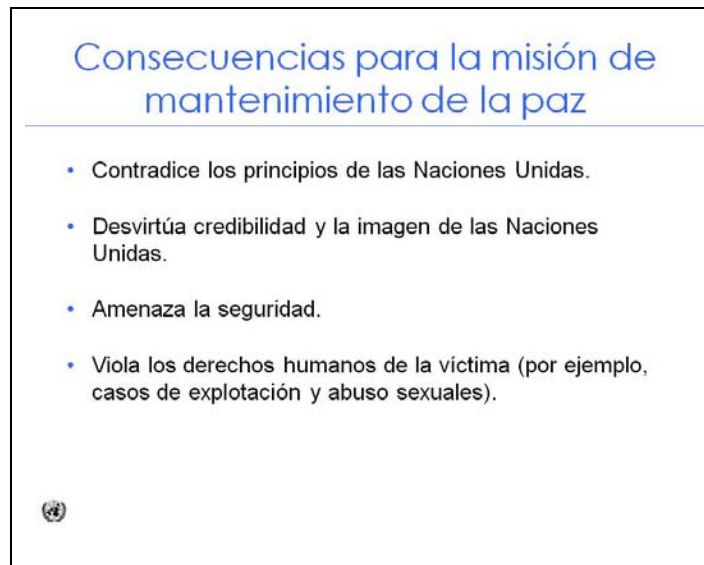 Consecuencias para la misión de
mantenimiento de la paz
• Contradice los principios de las Naciones Unidas.
• Desvirtúa credibilidad y la imagen de las Naciones
Unidas.
• Amenaza la seguridad.
• Viola los derechos humanos de la víctima (por ejemplo,
casos de explotación y abuso sexuales).